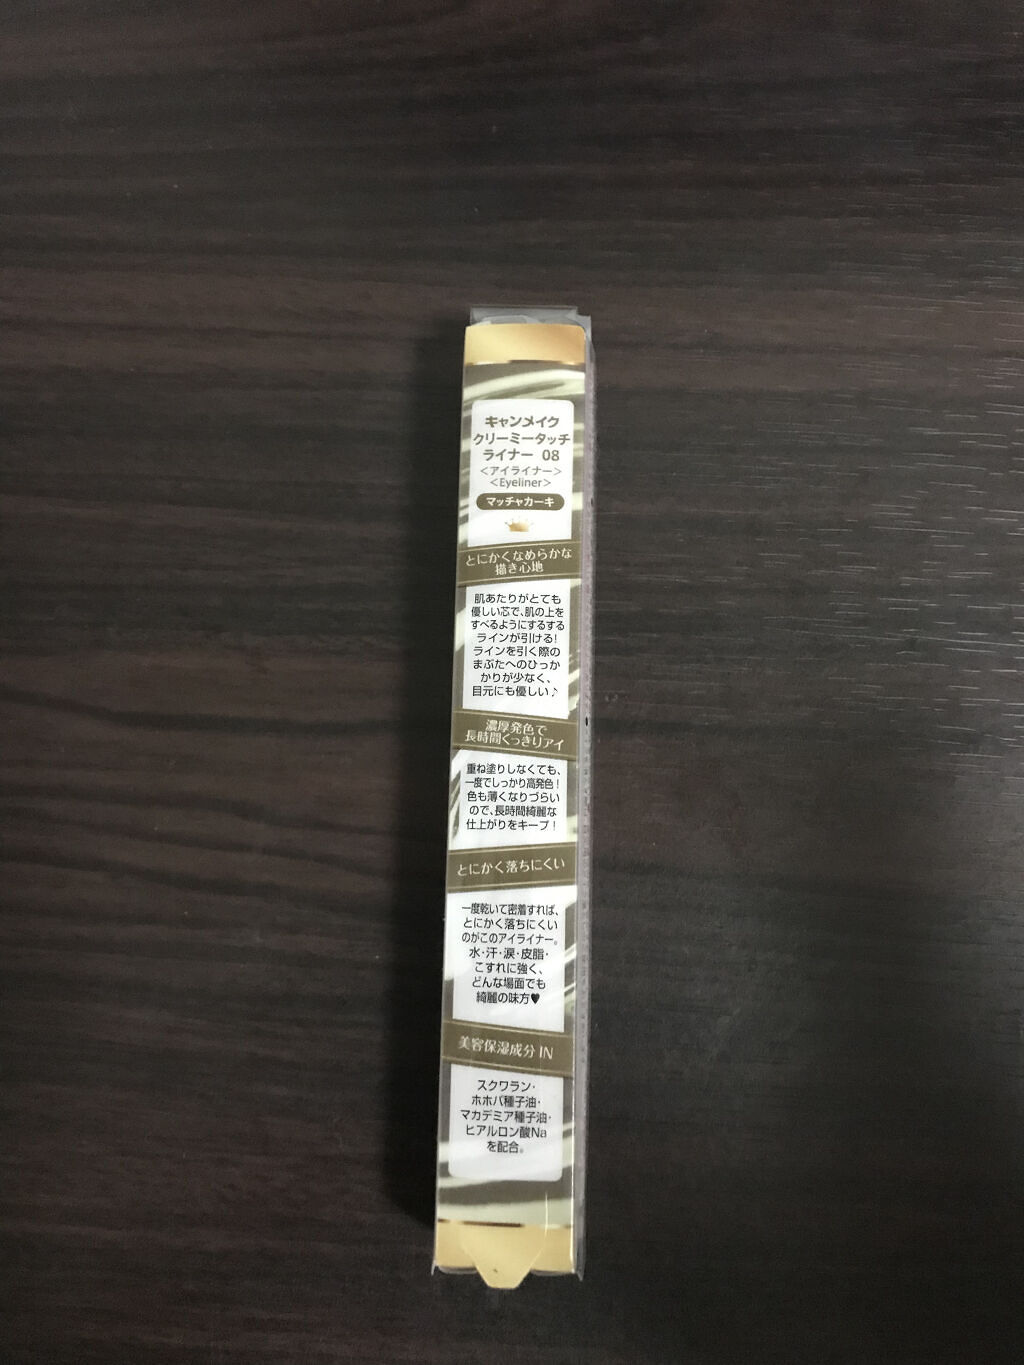 キャンメイク
クリーミータッチ
ライナー 08
<アイライナー>
<Eyeliner>
マッチャカーキ
とにかくなめらかな
描き心地
肌あたりがとても
優しい芯で、肌の上を
すべるようにするする
ラインが引ける!
ラインを引く際の
まぶたへのひっか
かりが少なく、
目元にも優しい♪
濃厚発色で
長時間くっきりアイ
重ね塗りしなくても、
一度でしっかり高発色!
色も薄くなりづらい
ので、長時間綺麗な
仕上がりをキープ!
とにかく落ちにくい
一度乾いて密着すれば、
とにかく落ちにくい
のがこのアイライナー。
水・汗・涙・皮脂・
こすれに強く、
どんな場面でも
綺麗の味方♥
美容保湿成分 IN
スクワラン・
ホホバ種子油・
マカデミア種子油・
ヒアルロン酸Na
を配合。